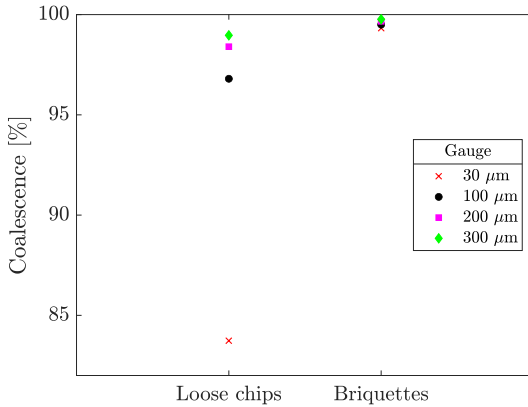 100
95
90
85
Coalescence [%]
Loose chips
Briquettes
Gauge
30 μm
100 μm
200 μm
300 μm